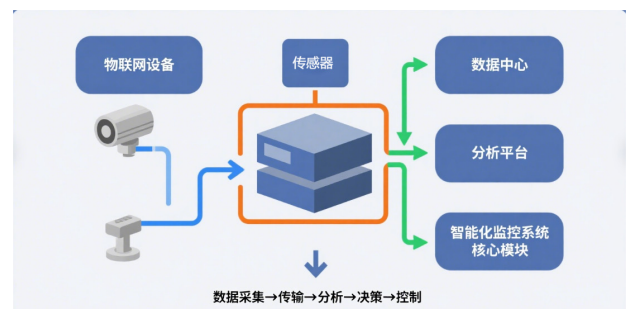 物联网设备
传感器
数据中心
分析平台
智能化监控系统
核心模块
数据采集→传输→分析→决策→控制